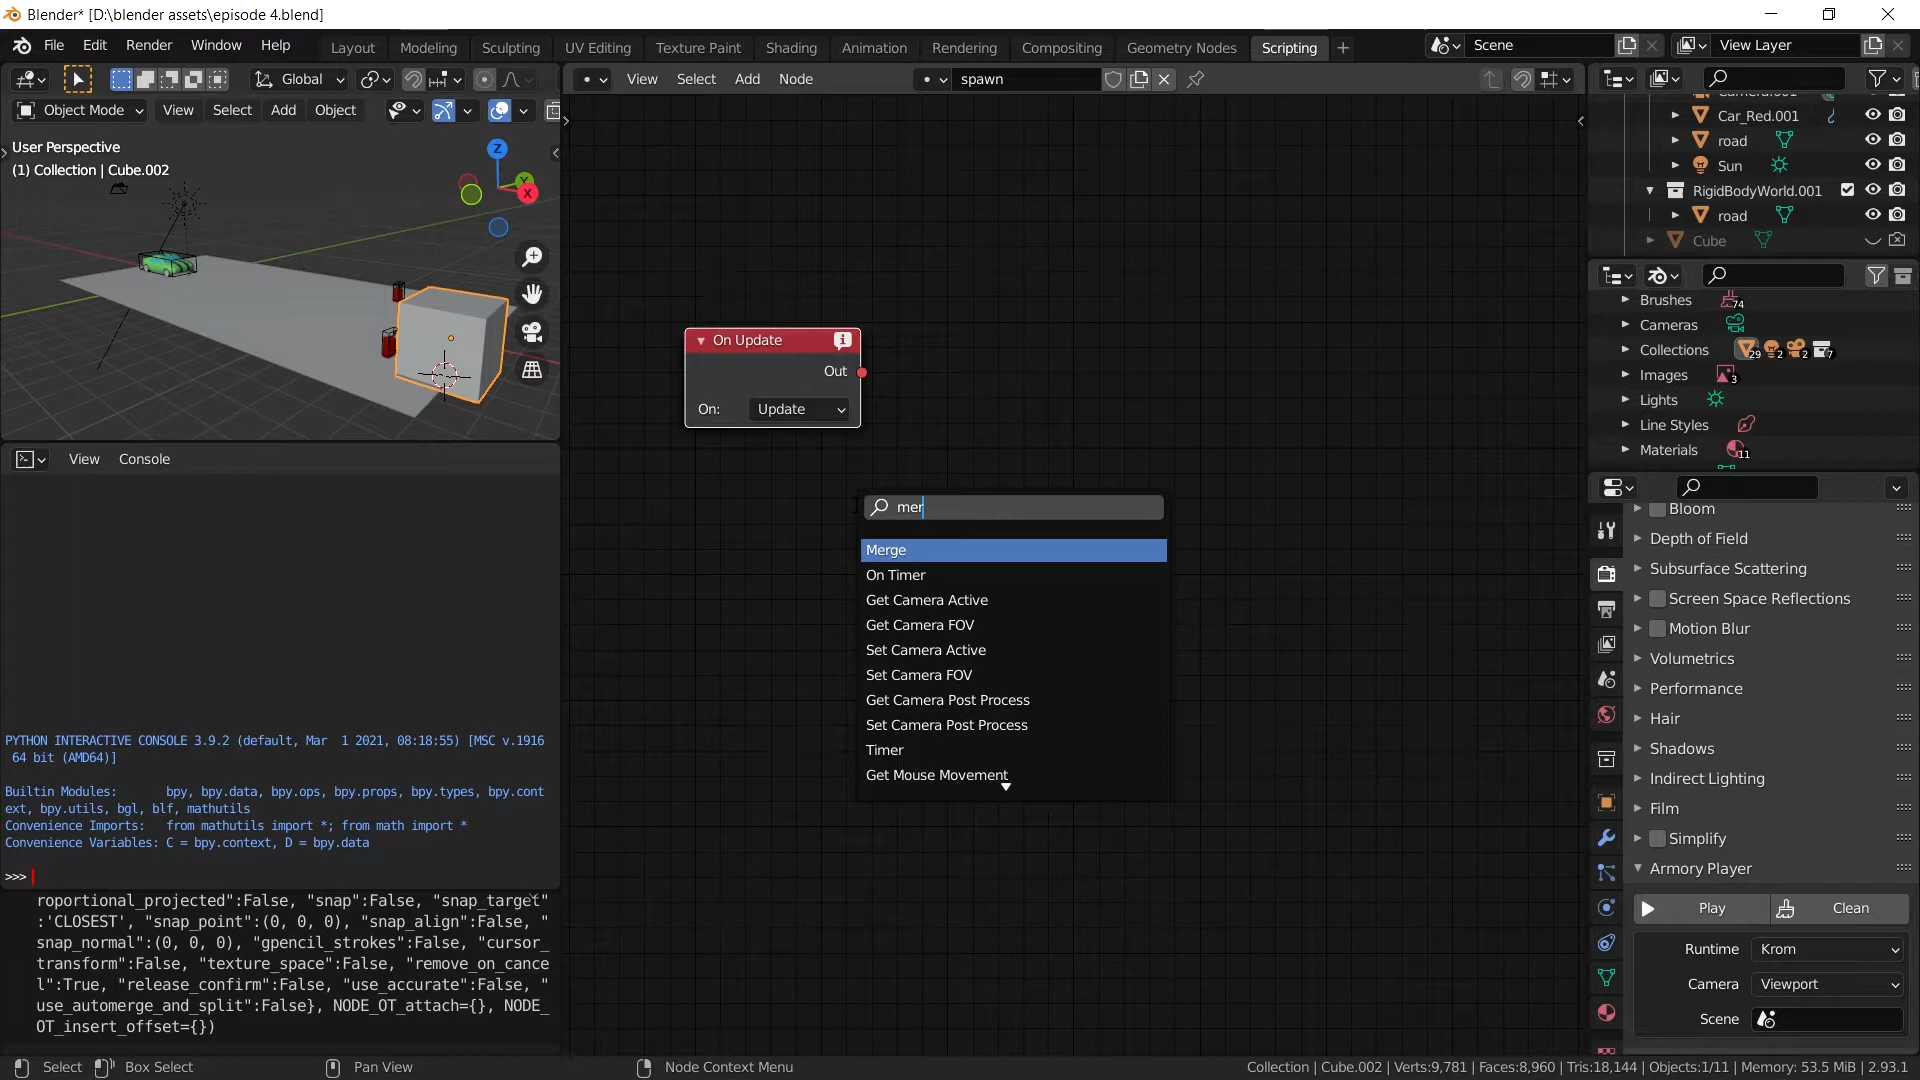 Blender* [D:\blender assets\episode 4.blend]
File Edit Render Window Help Layout Modeling Sculpting UV Editing Texture Paint Shading Animation Rendering Compositing Geometry Nodes Scripting Scene View Layer
Global
View Select Add Node spawn
Object Mode View Select Add Object
User Perspective
(1) Collection | Cube.002
Z
Y
X
On Update
Out
On: Update
mer
Merge
On Timer
Get Camera Active
Get Camera FOV
Set Camera Active
Set Camera FOV
Get Camera Post Process
Set Camera Post Process
Timer
Get Mouse Movement
View Console
PYTHON INTERACTIVE CONSOLE 3.9.2 (default, Mar 1 2021, 08:18:55) [MSC v.1916
64 bit (AMD64)]
Builtin Modules: bpy, bpy.data, bpy.ops, bpy.props, bpy.types, bpy.cont
ext, bpy.utils, bgl, blf, mathutils
Convenience Imports: from mathutils import *; from math import *
Convenience Variables: C = bpy.context, D = bpy.data
>>>
roportional_projected":False, "snap":False, "snap_target"
:'CLOSEST', "snap_point":(0, 0, 0), "snap_align":False, "
snap_normal":(0, 0, 0), "gpencil_strokes":False, "cursor_
transform":False, "texture_space":False, "remove_on_cance
l":True, "release_confirm":False, "use_accurate":False, "
use_automerge_and_split":False}, NODE_OT_attach={}, NODE_
OT_insert_offset={})
Camera.001
Car_Red.001
road
Sun
RigidBodyWorld.001
road
Cube
Brushes 74
Cameras
Collections 29 2 2 7
Images 3
Lights
Line Styles
Materials 11
Bloom
Depth of Field
Subsurface Scattering
Screen Space Reflections
Motion Blur
Volumetrics
Performance
Hair
Shadows
Indirect Lighting
Film
Simplify
Armory Player
Play Clean
Runtime Krom
Camera Viewport
Scene
Select Box Select Pan View Node Context Menu Collection | Cube.002 | Verts:9,781 | Faces:8,960 | Tris:18,144 | Objects:1/11 | Memory: 53.5 MiB | 2.93.1